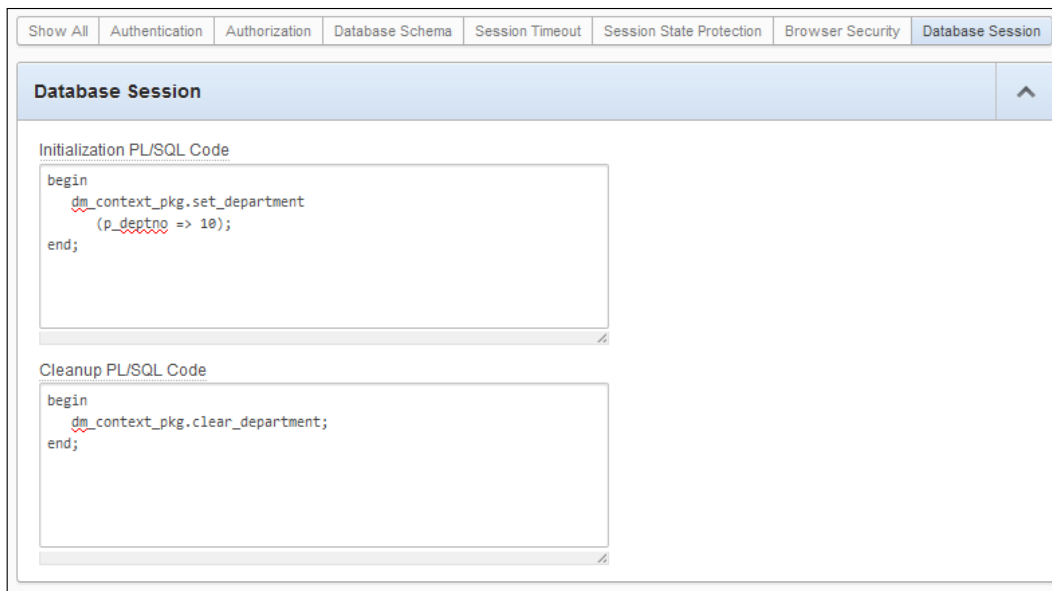 Show All Authentication Authorization Database Schema Session Timeout Session State Protection Browser Security Database Session
Database Session
Initialization PL/SQL Code
begin
dm_context_pkg.set_department
(p_deptno => 10);
end;
Cleanup PL/SQL Code
begin
dm_context_pkg.clear_department;
end;